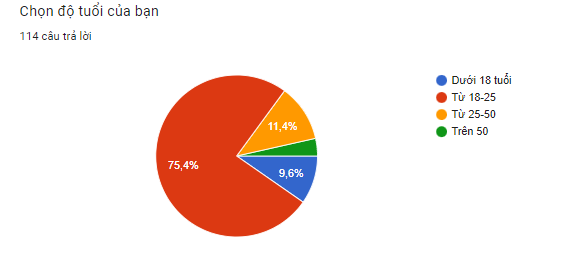 Chọn độ tuổi của bạn
114 câu trả lời
Dưới 18 tuổi
Từ 18-25
Từ 25-50
Trên 50
11,4%
75,4%
9,6%